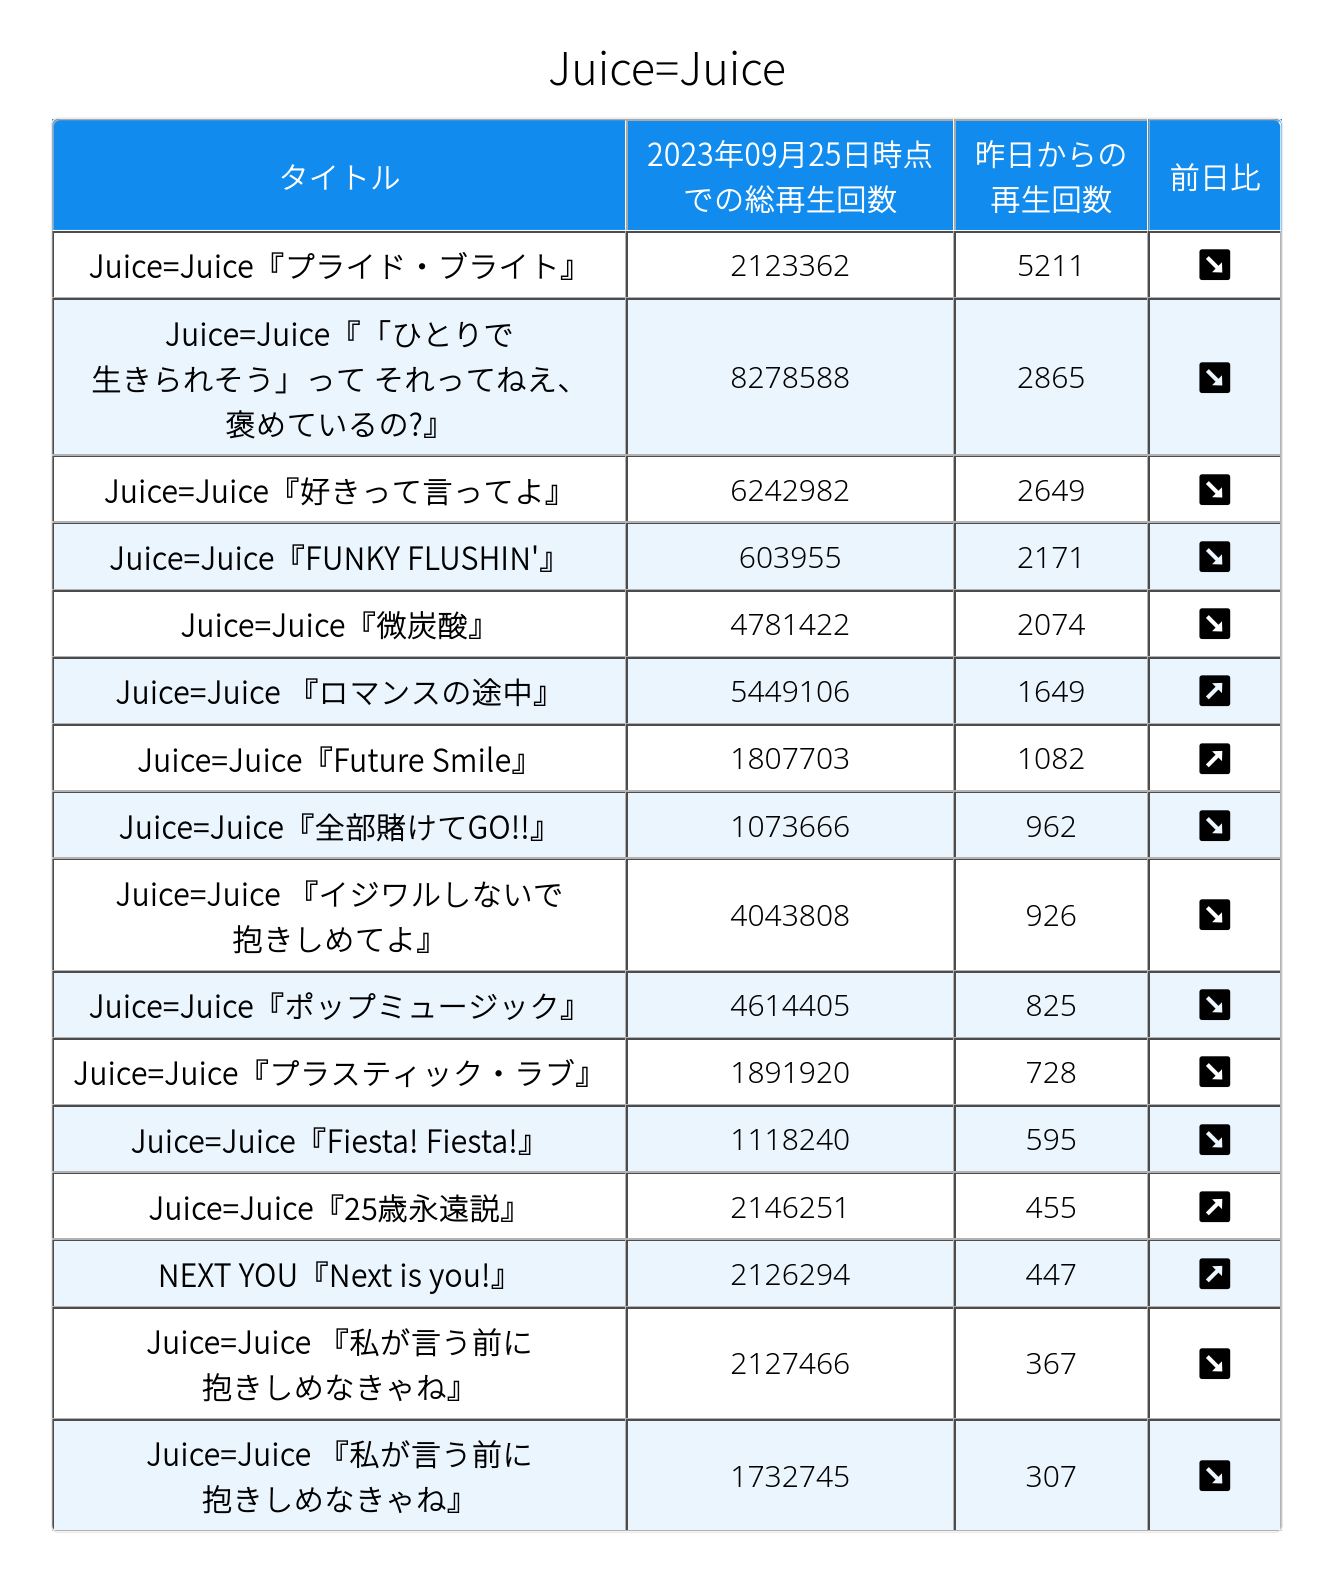 Juice=Juice
タイトル
2023年09月25日時点
での総再生回数
昨日からの
再生回数
前日比
Juice=Juice『プライド・ブライト』
2123362
5211
Juice=Juice『「ひとりで
生きられそう」って それってねえ、
褒めているの?』
8278588
2865
Juice=Juice『好きって言ってよ』
6242982
2649
Juice=Juice『FUNKY FLUSHIN'』
603955
2171
Juice=Juice『微炭酸』
4781422
2074
Juice=Juice 『ロマンスの途中』
5449106
1649
Juice=Juice『Future Smile』
1807703
1082
Juice=Juice『全部賭けてGO!!』
1073666
962
Juice=Juice 『イジワルしないで
抱きしめてよ』
4043808
926
Juice=Juice『ポップミュージック』
4614405
825
Juice=Juice『プラスティック・ラブ』
1891920
728
Juice=Juice『Fiesta! Fiesta!』
1118240
595
Juice=Juice『25歳永遠説』
2146251
455
NEXT YOU『Next is you!』
2126294
447
Juice=Juice 『私が言う前に
抱きしめなきゃね』
2127466
367
Juice=Juice 『私が言う前に
抱きしめなきゃね』
1732745
307